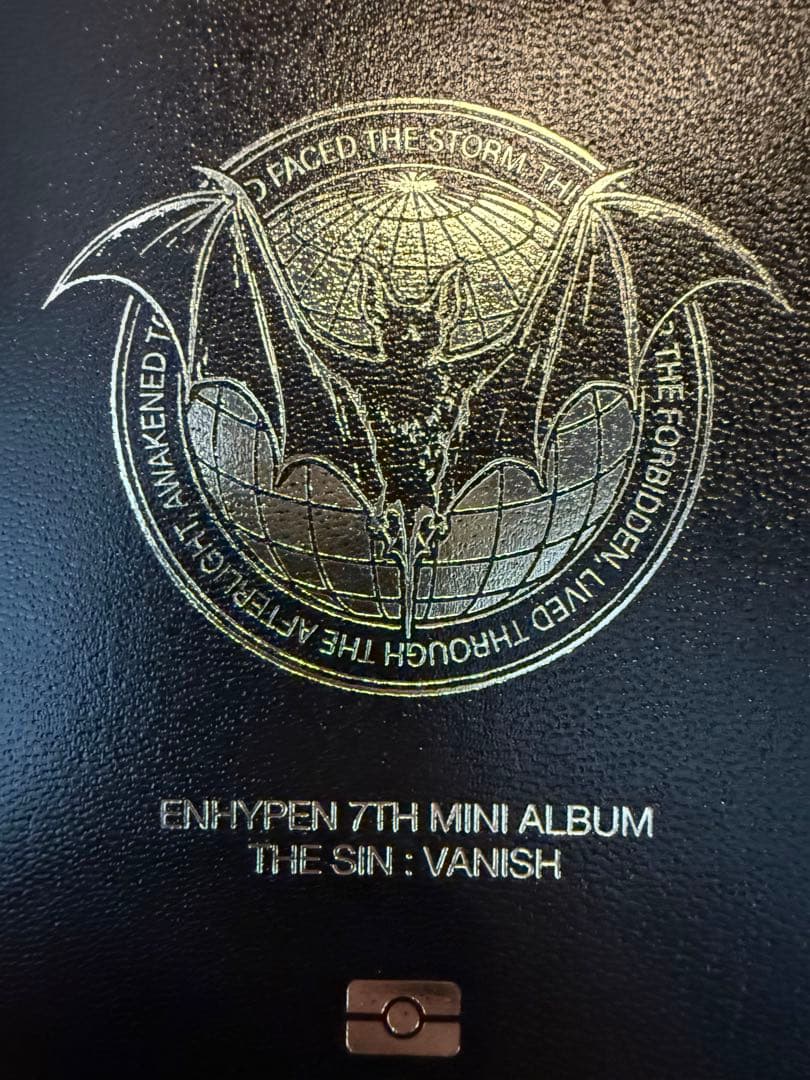 FACED THE STORM. THE FORBIDDEN, LIVED THROUGH THE AFTERLIGHT, AWAKENED
ENHYPEN 7TH MINI ALBUM
THE SIN : VANISH